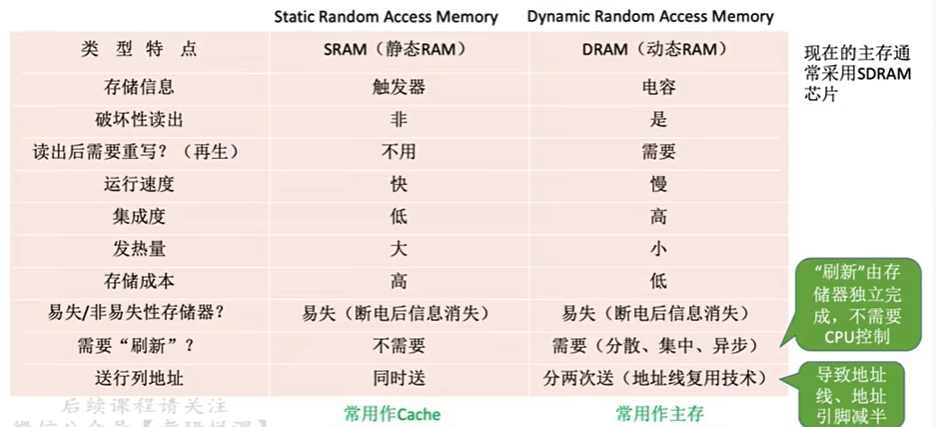 Static Random Access Memory Dynamic Random Access Memory
类 型 特 点 SRAM（静态RAM） DRAM（动态RAM）
现在的主存通
常采用SDRAM
芯片
存储信息 触发器 电容
破坏性读出 非 是
读出后需要重写？（再生） 不用 需要
运行速度 快 慢
集成度 低 高
发热量 大 小
存储成本 高 低
易失/非易失性存储器？ 易失（断电后信息消失） 易失（断电后信息消失）
需要“刷新”？ 不需要 需要（分散、集中、异步）
送行列地址 同时送 分两次送（地址线复用技术）
“刷新”由存
储器独立完
成，不需要
CPU控制
导致地址
线、地址
引脚减半
常用作Cache 常用作主存
后续课程请关注